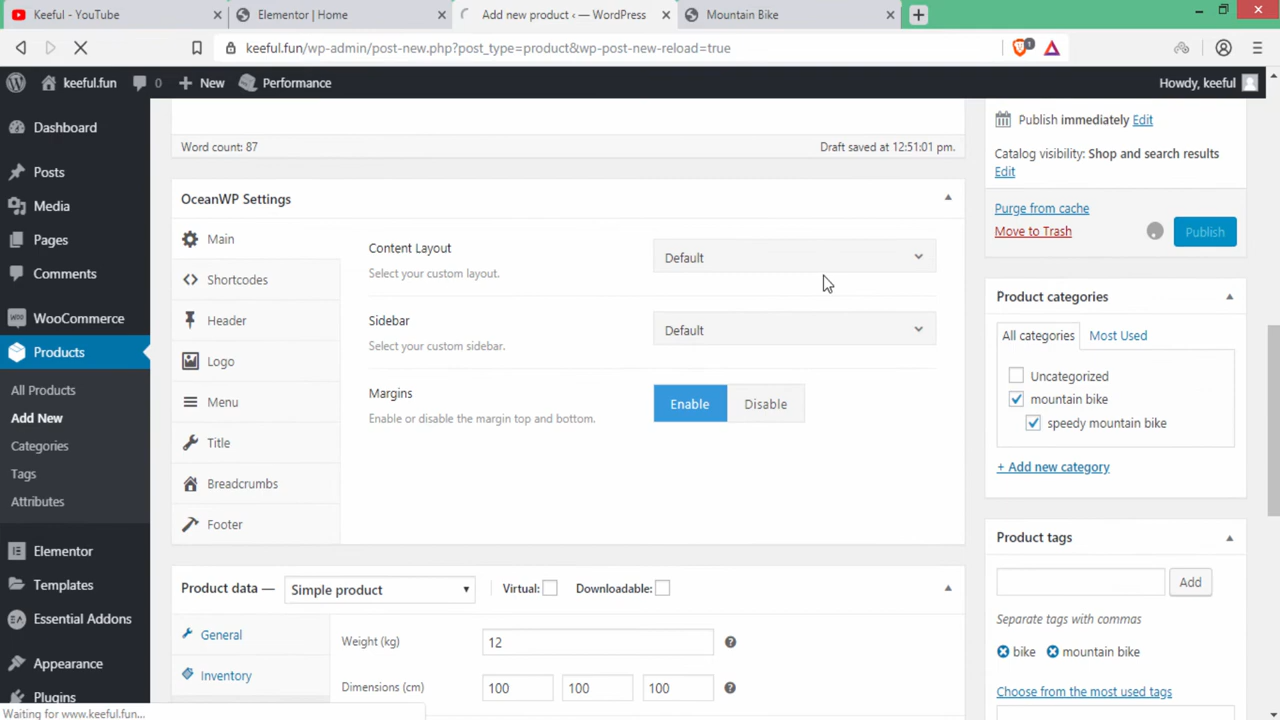 Keeful - YouTube
Elementor | Home
Add new product ‹ — WordPress
Mountain Bike
keeful.fun/wp-admin/post-new.php?post_type=product&wp-post-new-reload=true
1
keeful.fun
0
New
Performance
Howdy, keeful
Dashboard
Posts
Media
Pages
Comments
WooCommerce
Products
All Products
Add New
Categories
Tags
Attributes
Elementor
Templates
Essential Addons
Appearance
Plugins
Word count: 87
Draft saved at 12:51:01 pm.
OceanWP Settings
Main
Shortcodes
Header
Logo
Menu
Title
Breadcrumbs
Footer
Content Layout
Select your custom layout.
Default
Sidebar
Select your custom sidebar.
Default
Margins
Enable or disable the margin top and bottom.
Enable
Disable
Product data —
Simple product
Virtual:
Downloadable:
General
Inventory
Weight (kg)
12
Dimensions (cm)
100
100
100
Publish immediately Edit
Catalog visibility: Shop and search results
Edit
Purge from cache
Move to Trash
Publish
Product categories
All categories
Most Used
Uncategorized
mountain bike
speedy mountain bike
+ Add new category
Product tags
Add
Separate tags with commas
bike
mountain bike
Choose from the most used tags
Waiting for www.keeful.fun...